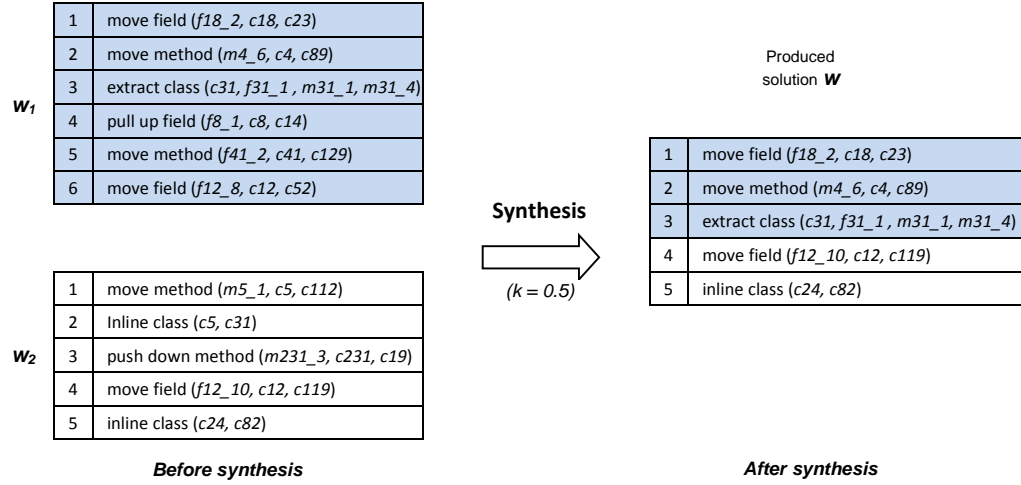 w1
1 move field (f18_2, c18, c23)
2 move method (m4_6, c4, c89)
3 extract class (c31, f31_1 , m31_1, m31_4)
4 pull up field (f8_1, c8, c14)
5 move method (f41_2, c41, c129)
6 move field (f12_8, c12, c52)
w2
1 move method (m5_1, c5, c112)
2 Inline class (c5, c31)
3 push down method (m231_3, c231, c19)
4 move field (f12_10, c12, c119)
5 inline class (c24, c82)
Before synthesis
Synthesis
(k = 0.5)
Produced
solution w
1 move field (f18_2, c18, c23)
2 move method (m4_6, c4, c89)
3 extract class (c31, f31_1 , m31_1, m31_4)
4 move field (f12_10, c12, c119)
5 inline class (c24, c82)
After synthesis